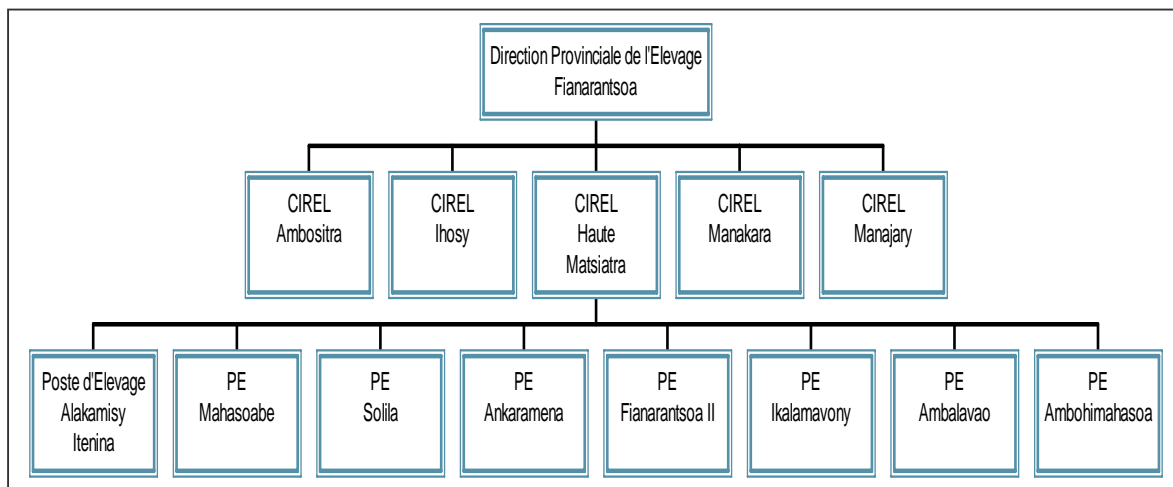 Direction Provinciale de l'Elevage
Fianarantsoa
CIREL
Ambositra
CIREL
Ihosy
CIREL
Haute
Matsiatra
CIREL
Manakara
CIREL
Manajary
Poste d'Elevage
Alakamisy
Itenina
PE
Mahasoabe
PE
Solila
PE
Ankaramena
PE
Fianarantsoa II
PE
Ikalamavony
PE
Ambalavao
PE
Ambohimahasoa